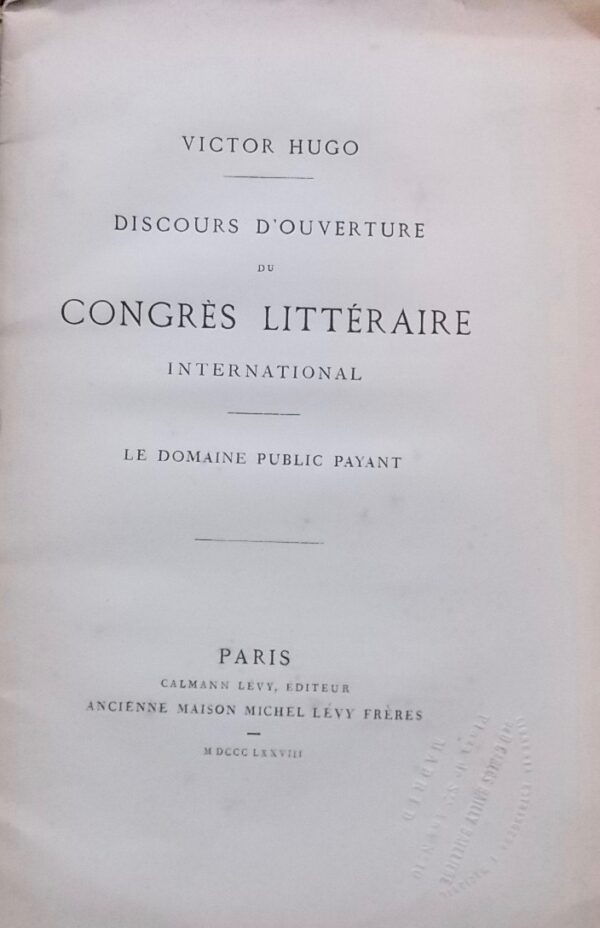 VICTOR HUGO
DISCOURS D'OUVERTURE
DU
CONGRÈS LITTÉRAIRE
INTERNATIONAL
LE DOMAINE PUBLIC PAYANT
PARIS
CALMANN LÉVY, ÉDITEUR
ANCIENNE MAISON MICHEL LÉVY FRÈRES
MDCCCLXXVIII
MADRID